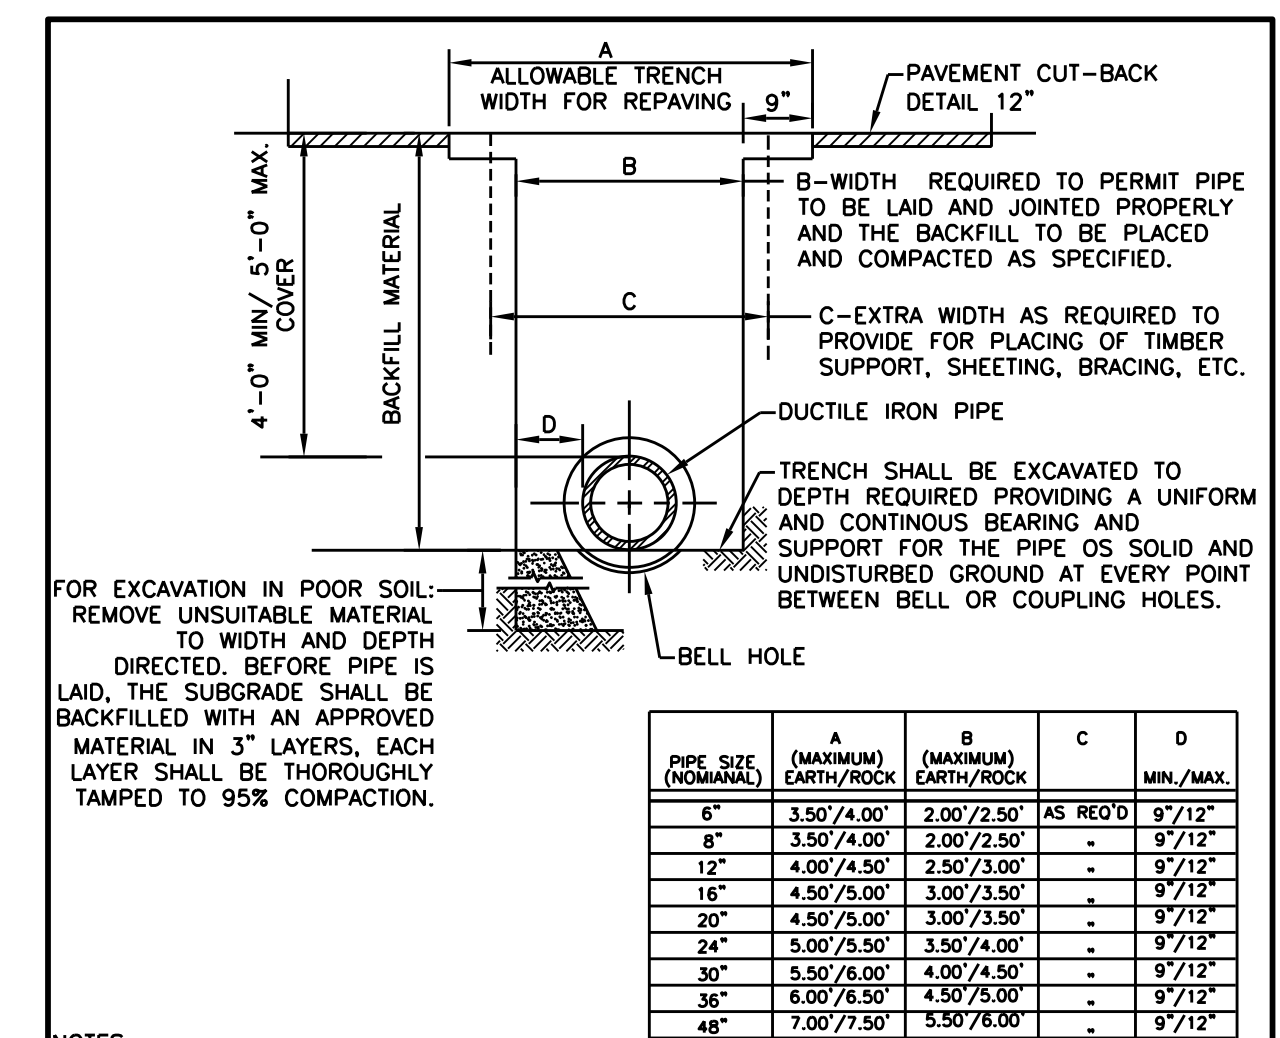 A
ALLOWABLE TRENCH
WIDTH FOR REPAVING
9"
PAVEMENT CUT-BACK
DETAIL 12"
4'-0" MIN/ 5'-0" MAX.
COVER
BACKFILL MATERIAL
B
B-WIDTH REQUIRED TO PERMIT PIPE
TO BE LAID AND JOINTED PROPERLY
AND THE BACKFILL TO BE PLACED
AND COMPACTED AS SPECIFIED.
C
C-EXTRA WIDTH AS REQUIRED TO
PROVIDE FOR PLACING OF TIMBER
SUPPORT, SHEETING, BRACING, ETC.
D
DUCTILE IRON PIPE
TRENCH SHALL BE EXCAVATED TO
DEPTH REQUIRED PROVIDING A UNIFORM
AND CONTINOUS BEARING AND
SUPPORT FOR THE PIPE OS SOLID AND
UNDISTURBED GROUND AT EVERY POINT
BETWEEN BELL OR COUPLING HOLES.
FOR EXCAVATION IN POOR SOIL:
REMOVE UNSUITABLE MATERIAL
TO WIDTH AND DEPTH
DIRECTED. BEFORE PIPE IS
LAID, THE SUBGRADE SHALL BE
BACKFILLED WITH AN APPROVED
MATERIAL IN 3" LAYERS, EACH
LAYER SHALL BE THOROUGHLY
TAMPED TO 95% COMPACTION.
BELL HOLE
PIPE SIZE (NOMIANAL) A (MAXIMUM) EARTH/ROCK B (MAXIMUM) EARTH/ROCK C D MIN./MAX.
6" 3.50'/4.00' 2.00'/2.50' AS REQ'D 9"/12"
8" 3.50'/4.00' 2.00'/2.50' " 9"/12"
12" 4.00'/4.50' 2.50'/3.00' " 9"/12"
16" 4.50'/5.00' 3.00'/3.50' " 9"/12"
20" 4.50'/5.00' 3.00'/3.50' " 9"/12"
24" 5.00'/5.50' 3.50'/4.00' " 9"/12"
30" 5.50'/6.00' 4.00'/4.50' " 9"/12"
36" 6.00'/6.50' 4.50'/5.00' " 9"/12"
48" 7.00'/7.50' 5.50'/6.00' " 9"/12"
NOTES